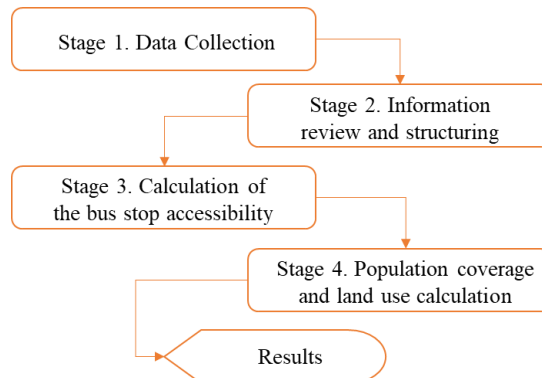 Stage 1. Data Collection
Stage 2. Information
review and structuring
Stage 3. Calculation of
the bus stop accessibility
Stage 4. Population coverage
and land use calculation
Results